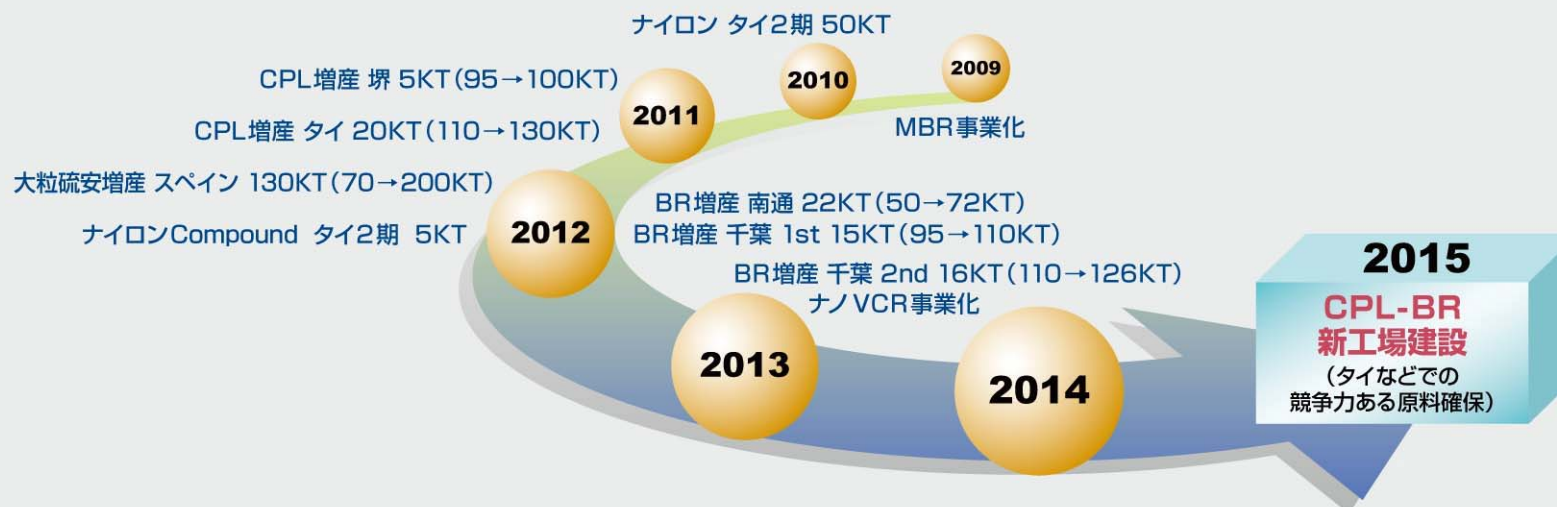 ナイロン タイ2期 50KT
2009
2010
CPL増産 堺 5KT(95→100KT)
2011
MBR事業化
CPL増産 タイ 20KT(110→130KT)
大粒硫安増産 スペイン 130KT(70→200KT)
2012
ナイロンCompound タイ2期 5KT
BR増産 南通 22KT(50→72KT)
BR増産 千葉 1st 15KT(95→110KT)
BR増産 千葉 2nd 16KT(110→126KT)
ナノVCR事業化
2013
2014
2015
CPL-BR
新工場建設
(タイなどでの
競争力ある原料確保)